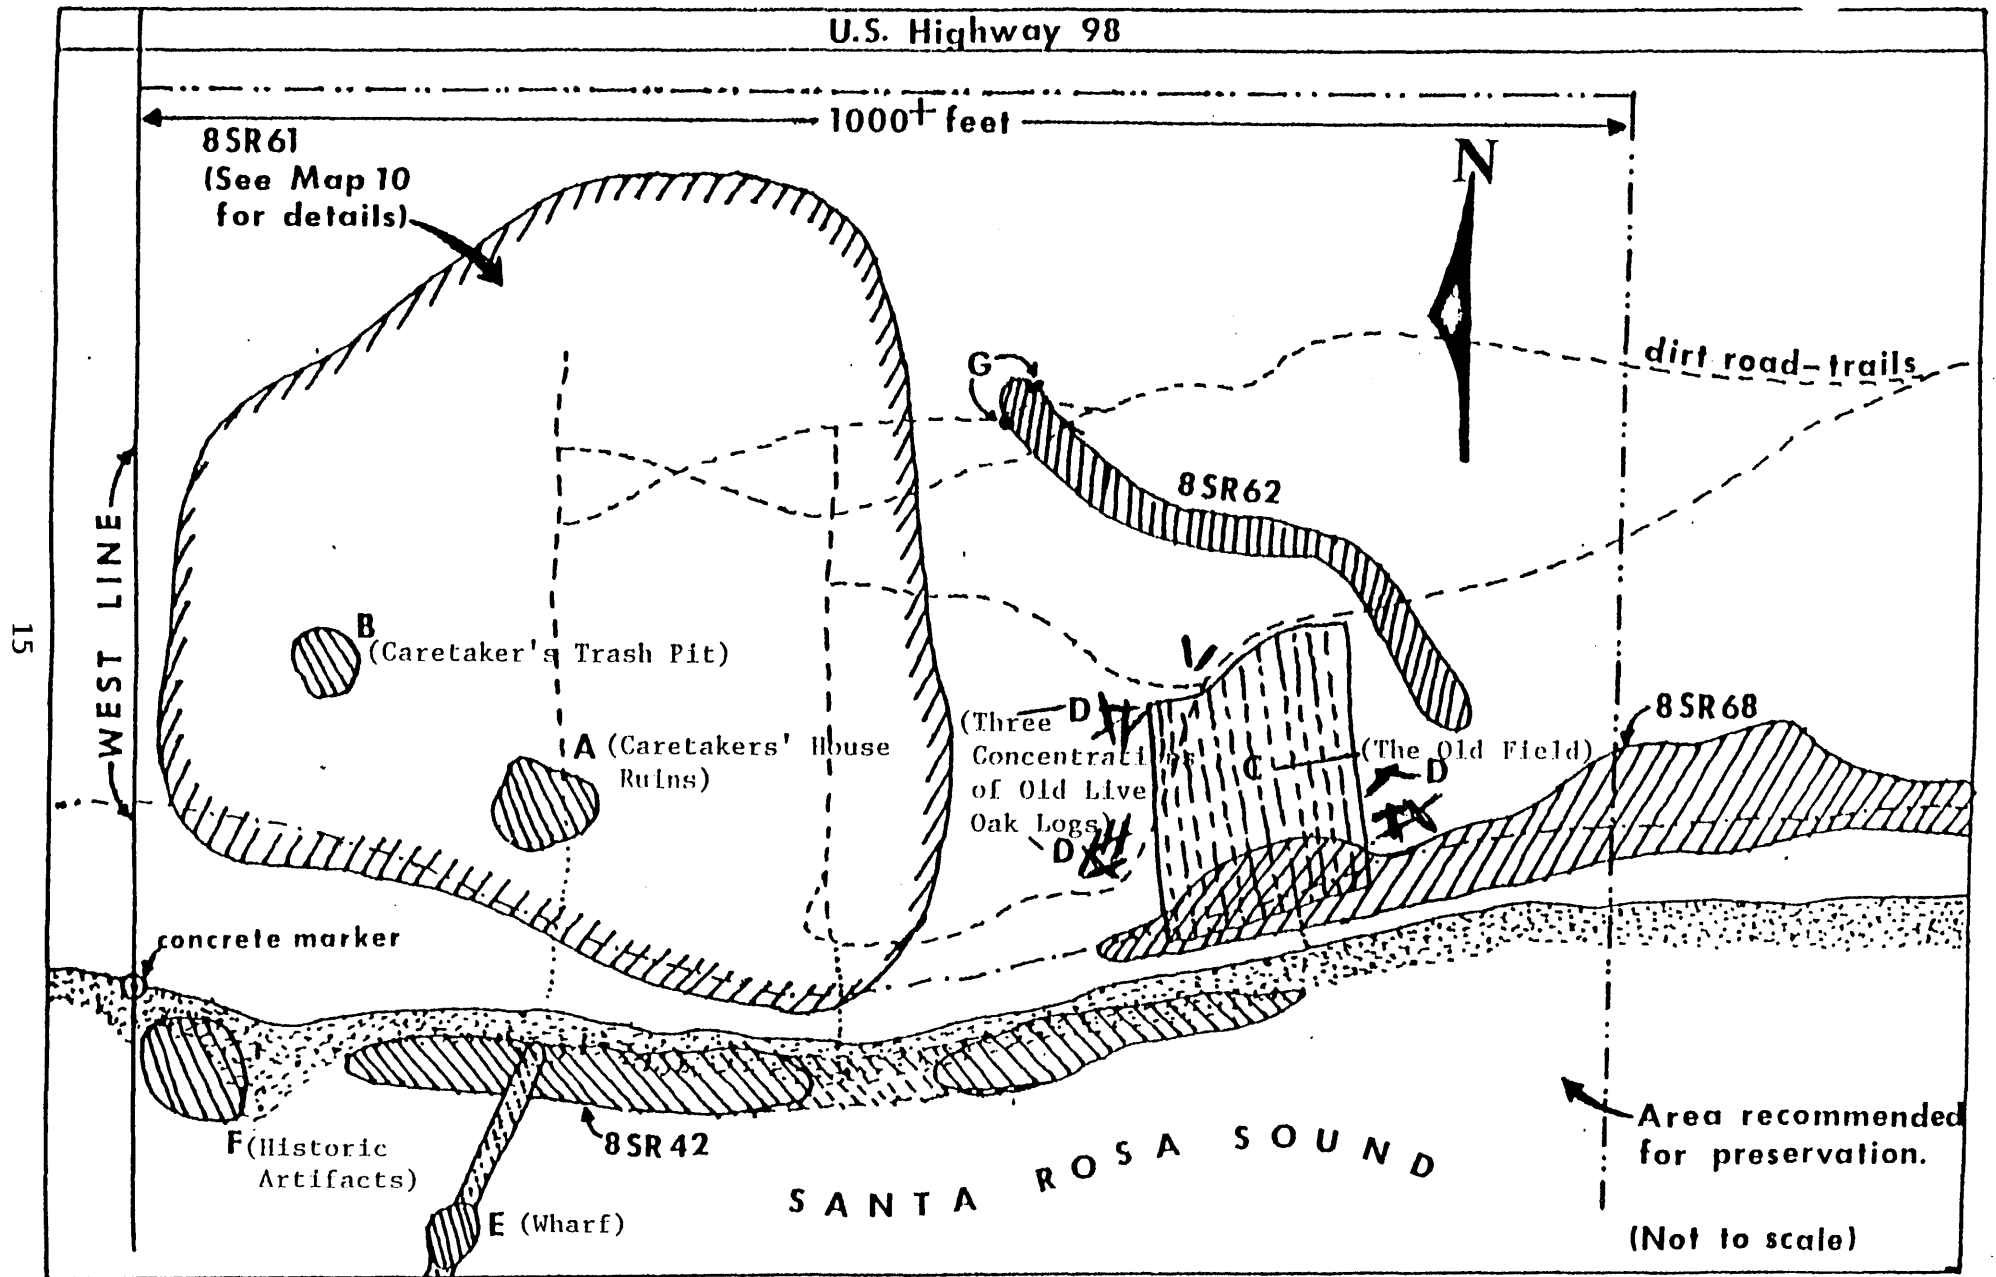 U.S. Highway 98
1000± feet
8SR61
(See Map 10
for details)
N
G
dirt road-trails
8SR62
WEST LINE
15
B
(Caretaker's Trash Pit)
A (Caretakers' House
Ruins)
(Three
Concentrations
of Old Live
Oak Logs)
D
D
D
C
(The Old Field)
8SR68
concrete marker
F (Historic
Artifacts)
8SR42
E (Wharf)
SANTA ROSA SOUND
Area recommended
for preservation.
(Not to scale)